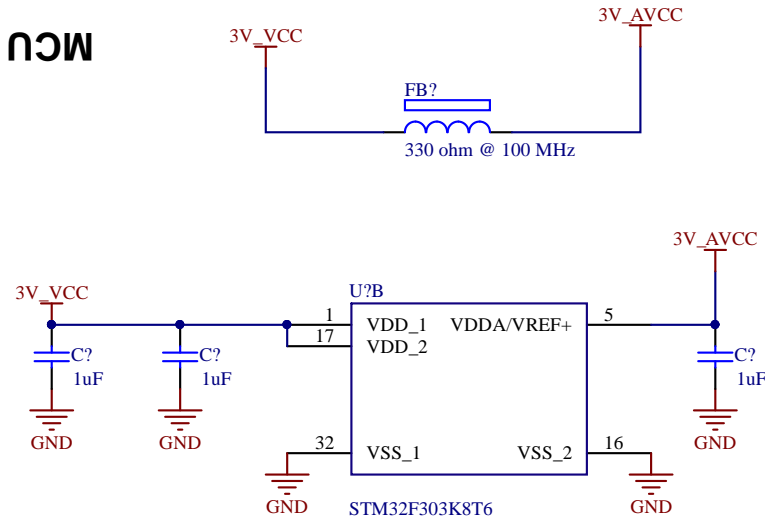 MCU
3V_VCC
3V_AVCC
FB?
330 ohm @ 100 MHz
3V_AVCC
3V_VCC
U?B
1 VDD_1 VDDA/VREF+ 5
17 VDD_2
C? C? C?
1uF 1uF 1uF
GND GND GND
32 VSS_1 VSS_2 16
GND GND
STM32F303K8T6